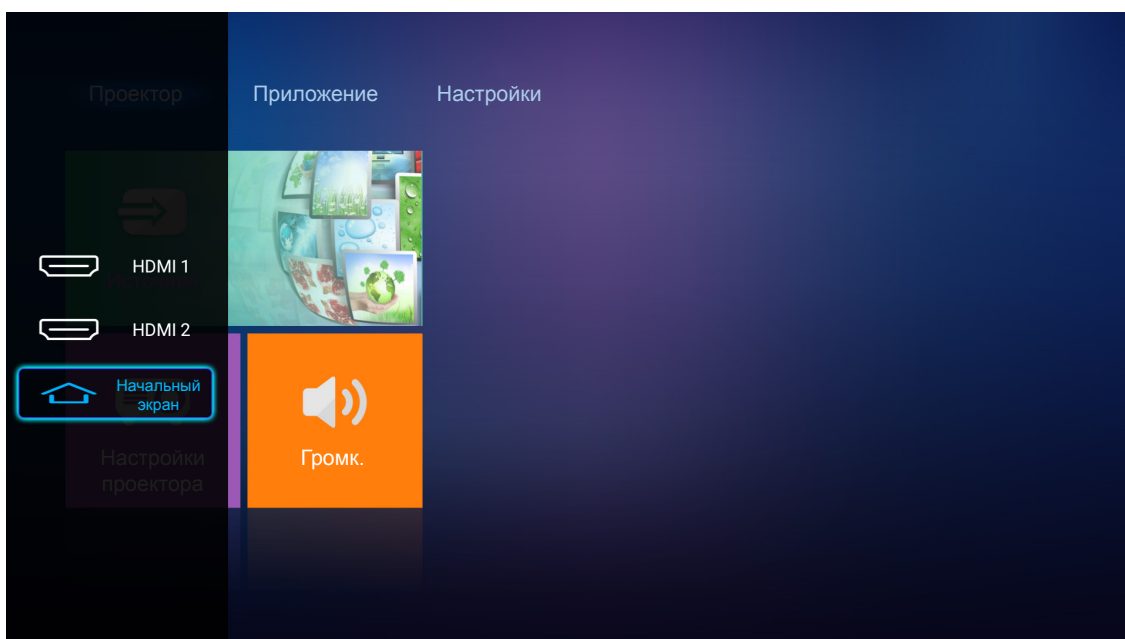 Проектор
Приложение
Настройки
HDMI 1
HDMI 2
Начальный
экран
Настройки
проектора
Громк.